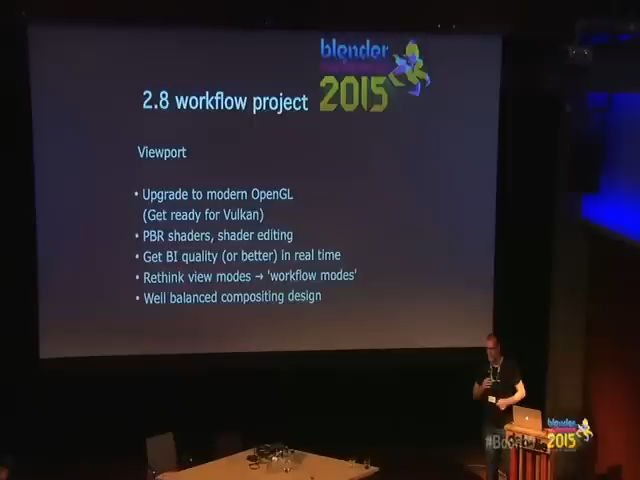 blender
2015
2.8 workflow project
Viewport
• Upgrade to modern OpenGL
(Get ready for Vulkan)
• PBR shaders, shader editing
• Get BI quality (or better) in real time
• Rethink view modes → 'workflow modes'
• Well balanced compositing design
blender
2015